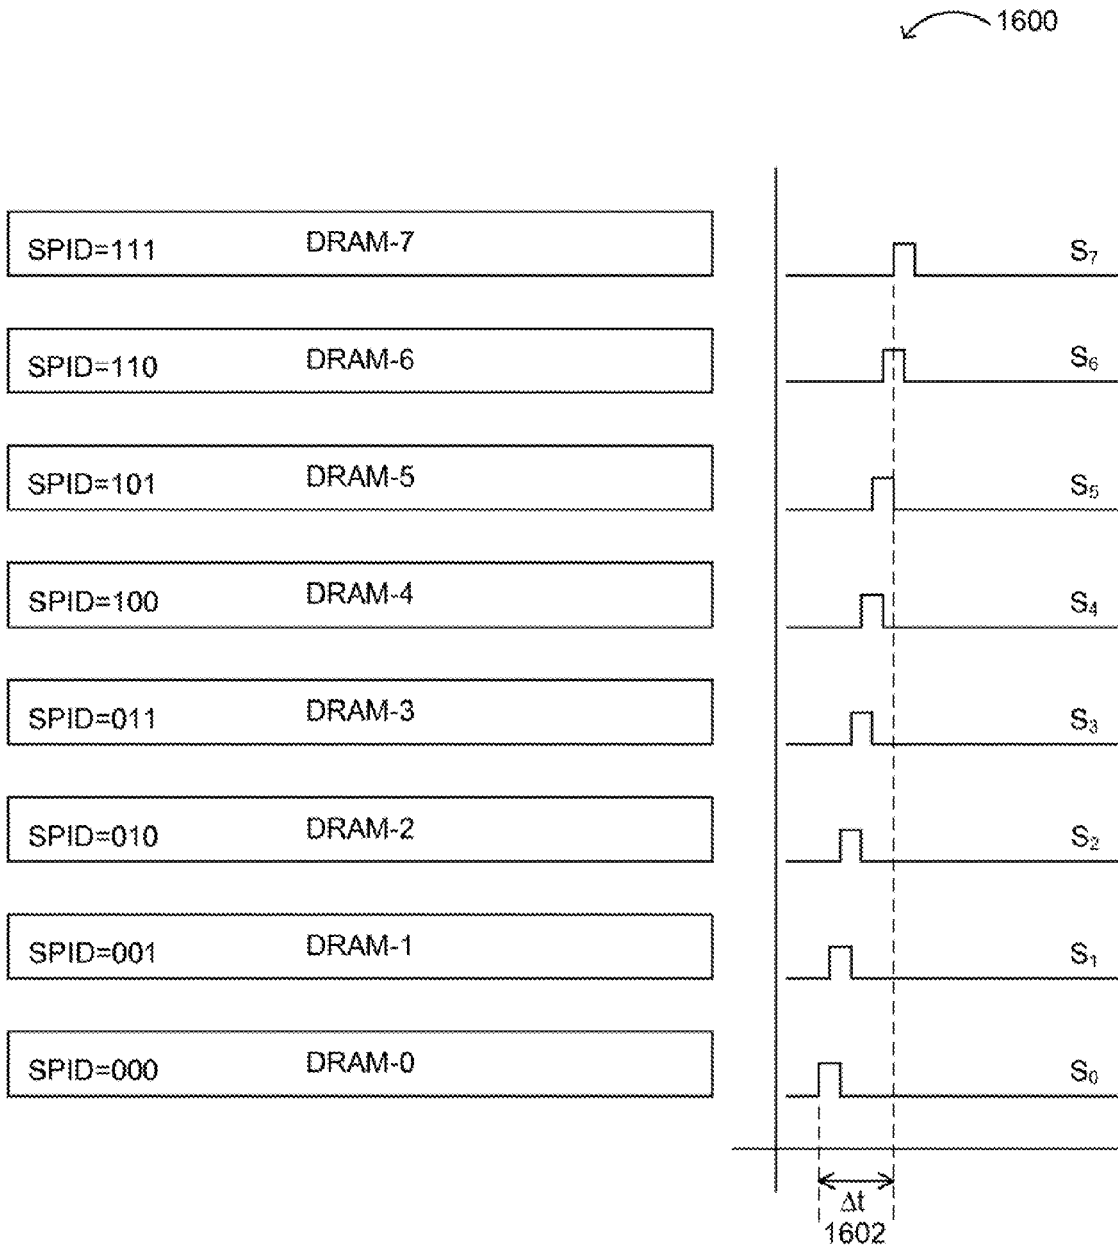 1600
SPID=111 DRAM-7 S₇
SPID=110 DRAM-6 S₆
SPID=101 DRAM-5 S₅
SPID=100 DRAM-4 S₄
SPID=011 DRAM-3 S₃
SPID=010 DRAM-2 S₂
SPID=001 DRAM-1 S₁
SPID=000 DRAM-0 S₀
Δt
1602